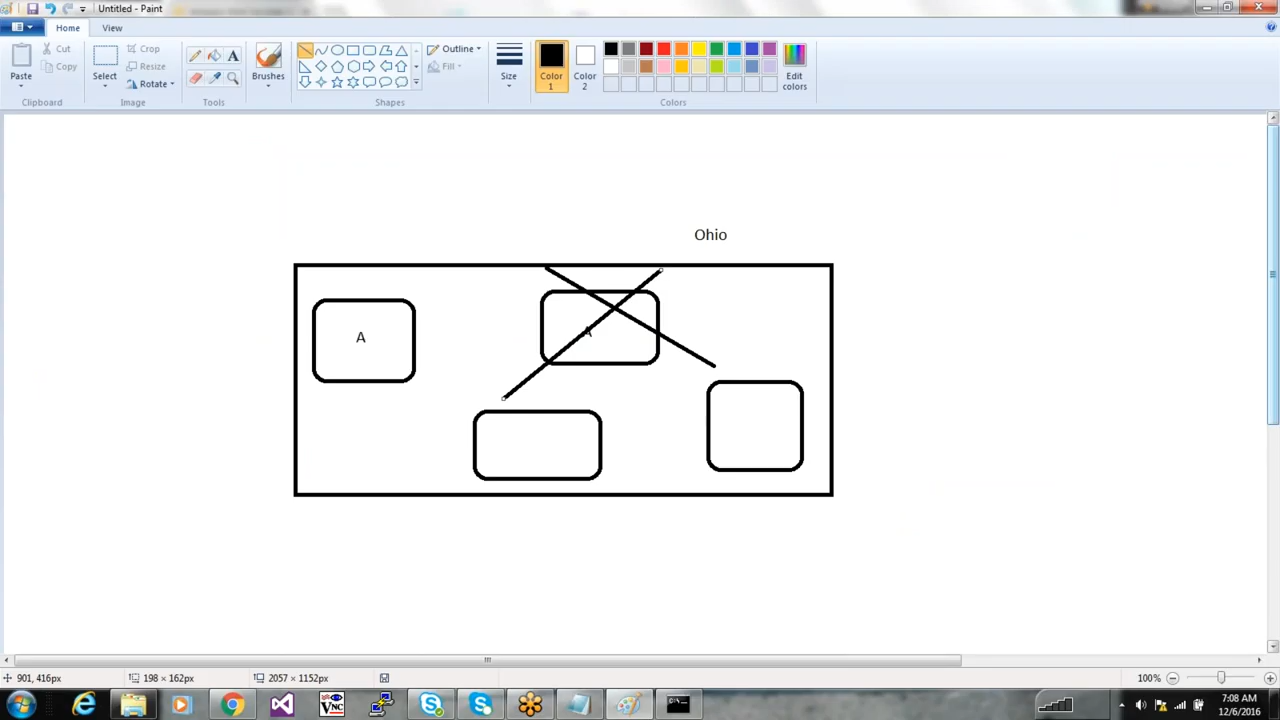 Untitled - Paint
Home
View
Paste
Cut
Copy
Clipboard
Select
Crop
Resize
Rotate
Image
Tools
Brushes
Shapes
Outline
Fill
Size
Color
1
Color
2
Edit
colors
Colors
Ohio
A
A
901, 416px
198 × 162px
2057 × 1152px
100%
VNC
7:08 AM
12/6/2016